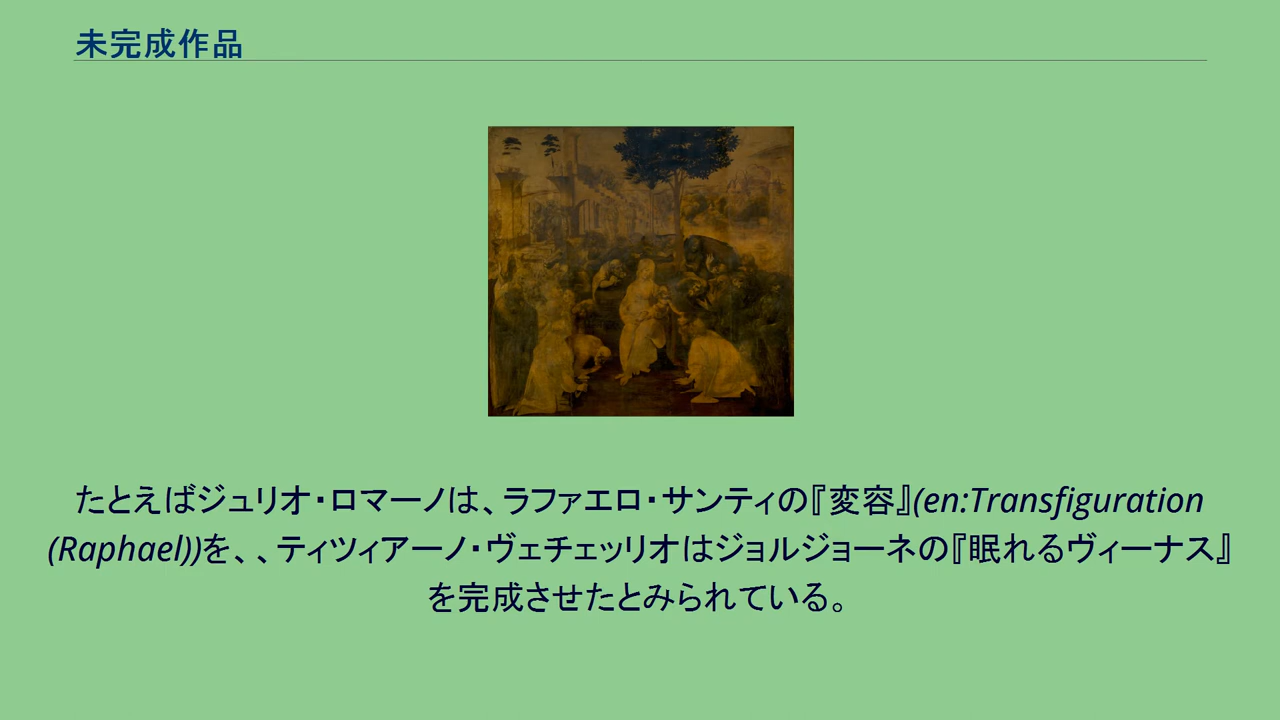 未完成作品
たとえばジュリオ・ロマーノは、ラファエロ・サンティの『変容』(en:Transfiguration
(Raphael))を、、ティツィアーノ・ヴェチェッリオはジョルジョーネの『眠れるヴィーナス』
を完成させたとみられている。